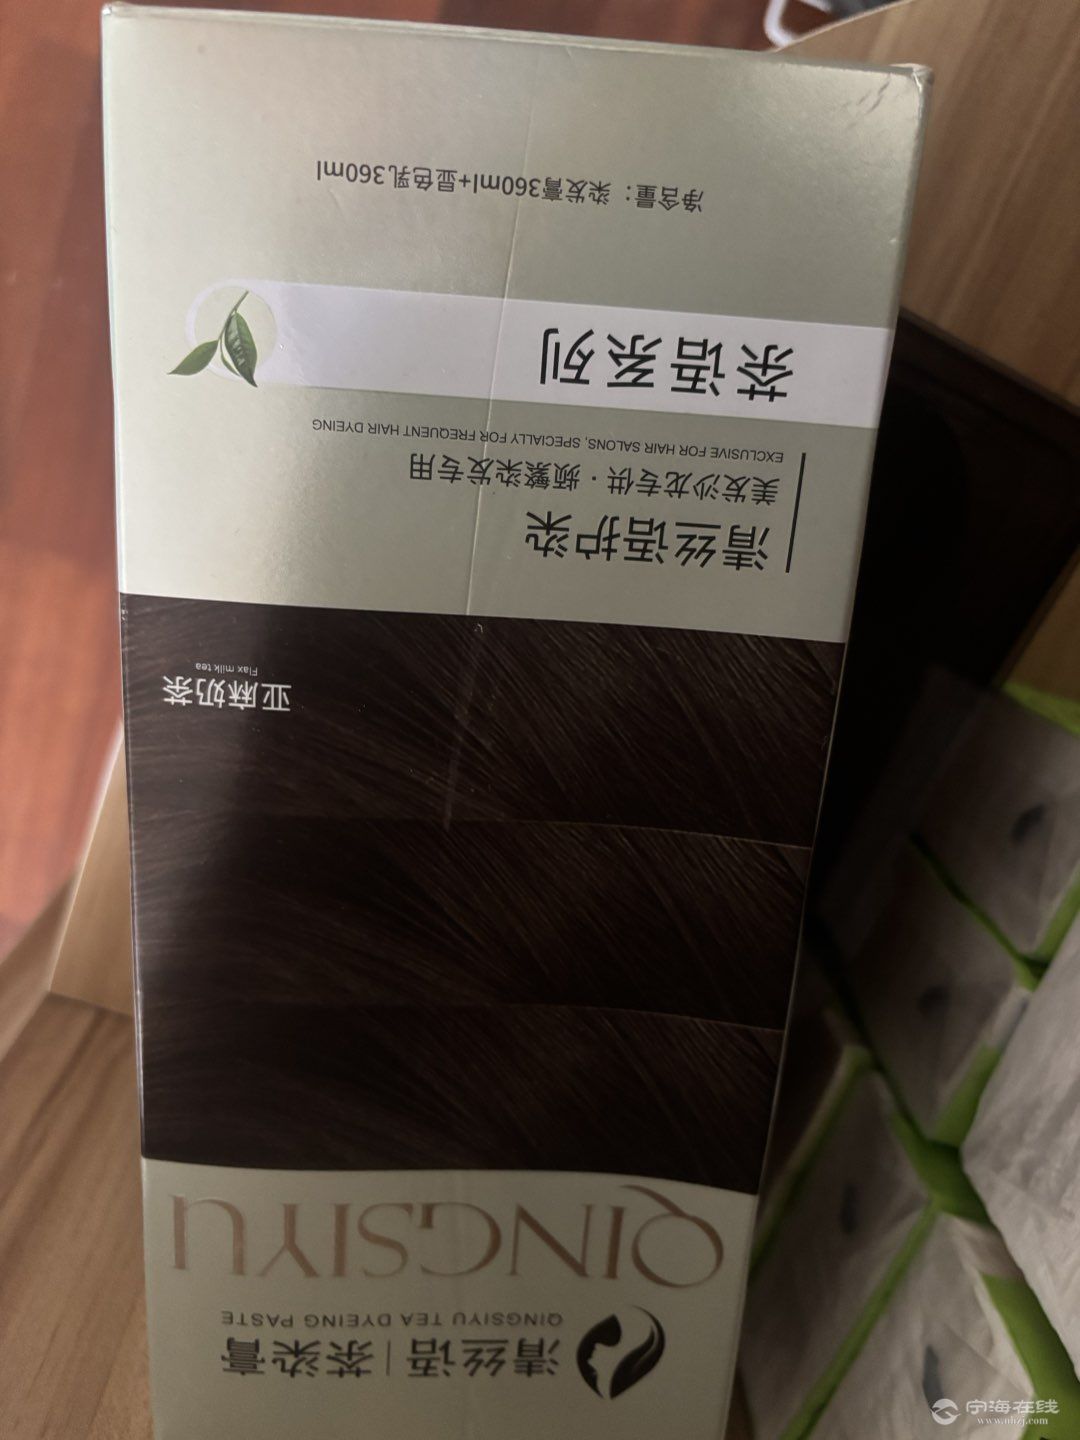 清丝语|茶染膏
QINGSIYU TEA DYEING PASTE
QINGSIYU
亚麻奶茶
Flax milk tea
清丝语护染
美发沙龙专供·频繁染发专用
EXCLUSIVE FOR HAIR SALONS, SPECIALLY FOR FREQUENT HAIR DYEING
茶语系列
净含量：染发膏360ml+显色乳360ml
宁海在线
www.nhzj.com